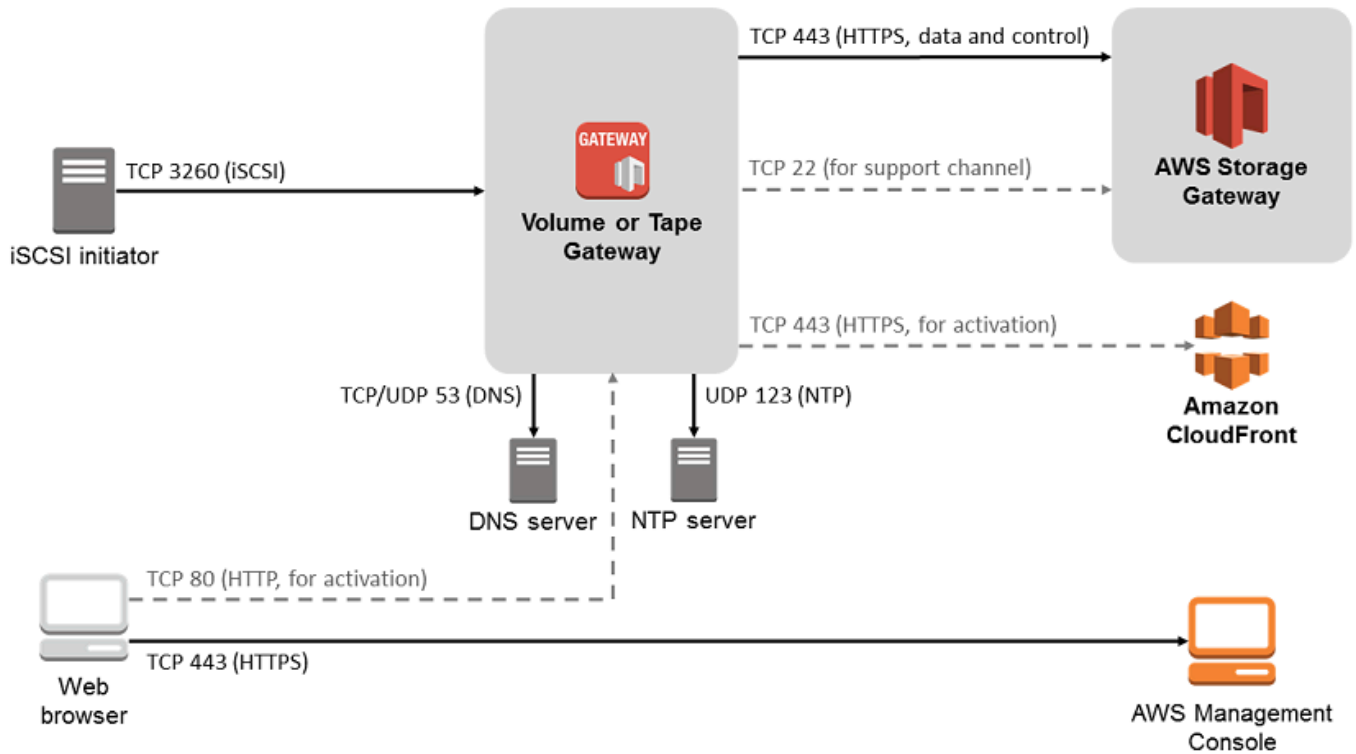 TCP 443 (HTTPS, data and control)
GATEWAY
TCP 3260 (iSCSI)
TCP 22 (for support channel)
AWS Storage
Gateway
Volume or Tape
Gateway
iSCSI initiator
TCP 443 (HTTPS, for activation)
TCP/UDP 53 (DNS)
UDP 123 (NTP)
Amazon
CloudFront
DNS server
NTP server
TCP 80 (HTTP, for activation)
TCP 443 (HTTPS)
Web
browser
AWS Management
Console